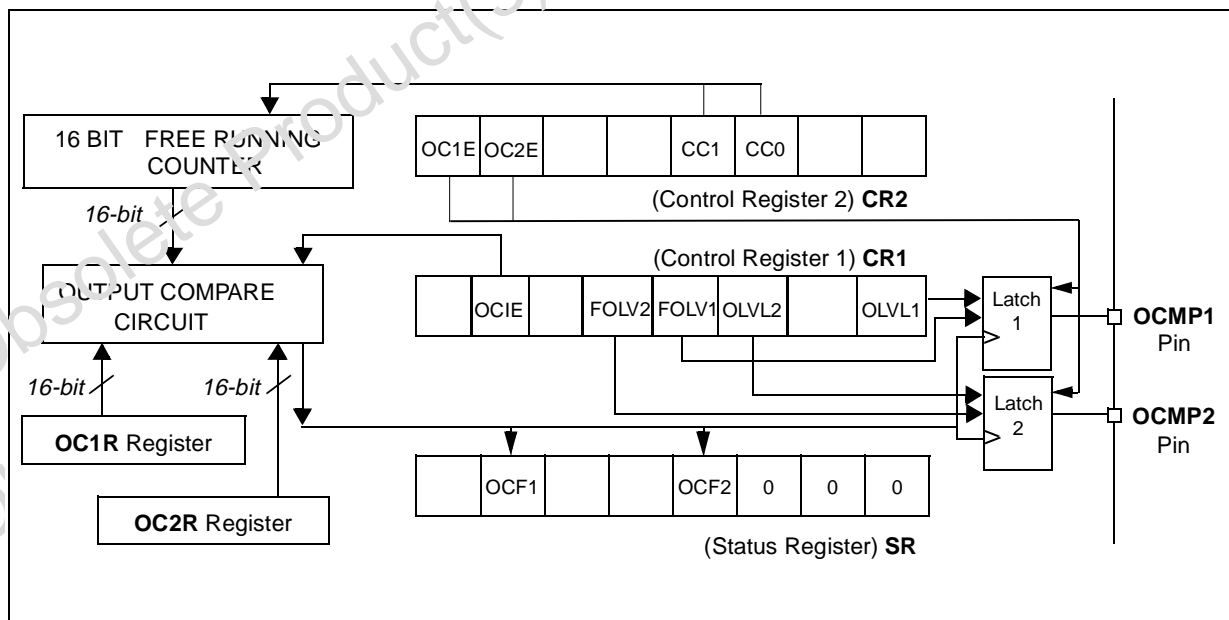 Obsolete Product(s)
16 BIT FREE RUNNING
COUNTER
OC1E OC2E CC1 CC0
(Control Register 2) CR2
16-bit
(Control Register 1) CR1
OUTPUT COMPARE
CIRCUIT
OCIE FOLV2 FOLV1 OLVL2 OLVL1
Latch
1
OCMP1
Pin
16-bit
16-bit
Latch
2
OCMP2
Pin
OC1R Register
OCF1 OCF2 0 0 0
OC2R Register
(Status Register) SR